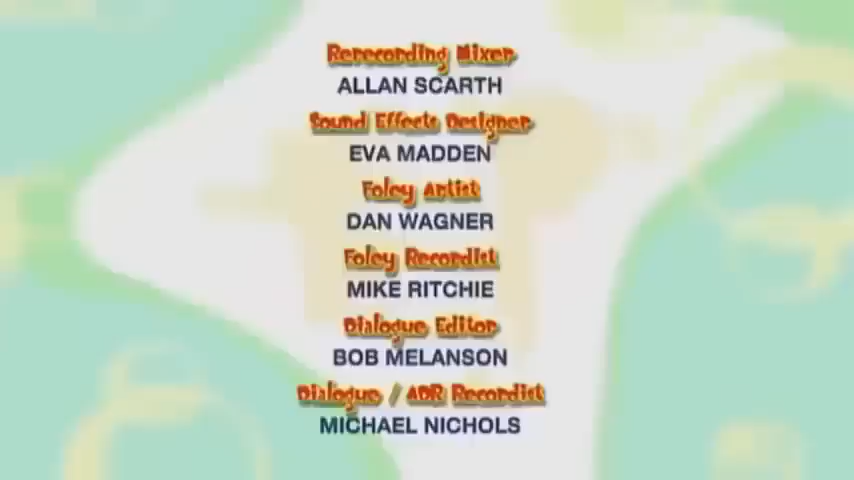 Rerecording Mixer
ALLAN SCARTH
Sound Effects Designer
EVA MADDEN
Foley Artist
DAN WAGNER
Foley Recordist
MIKE RITCHIE
Dialogue Editor
BOB MELANSON
Dialogue / ADR Recordist
MICHAEL NICHOLS